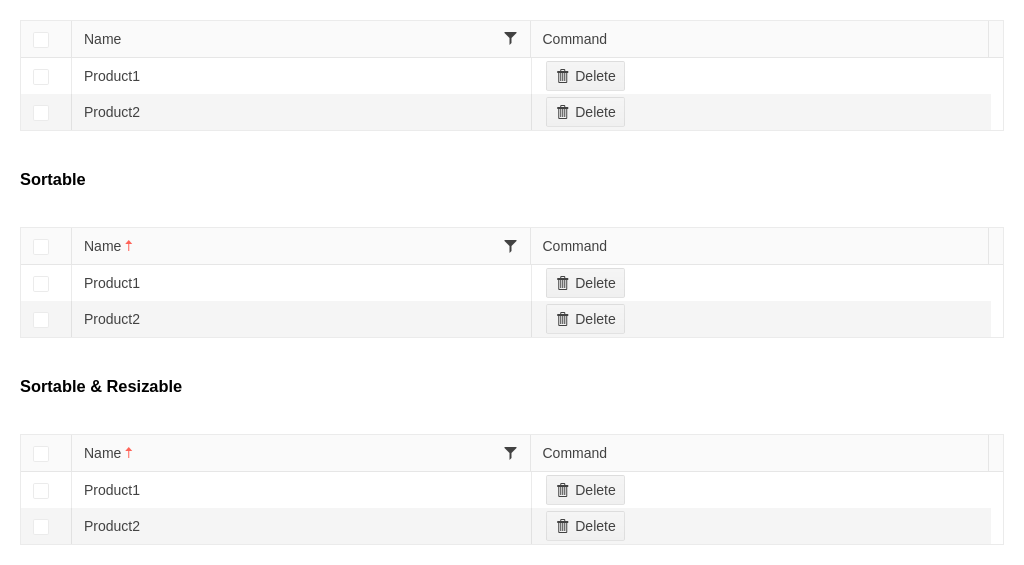 Name Command
Product1 Delete
Product2 Delete
Sortable
Name Command
Product1 Delete
Product2 Delete
Sortable & Resizable
Name Command
Product1 Delete
Product2 Delete